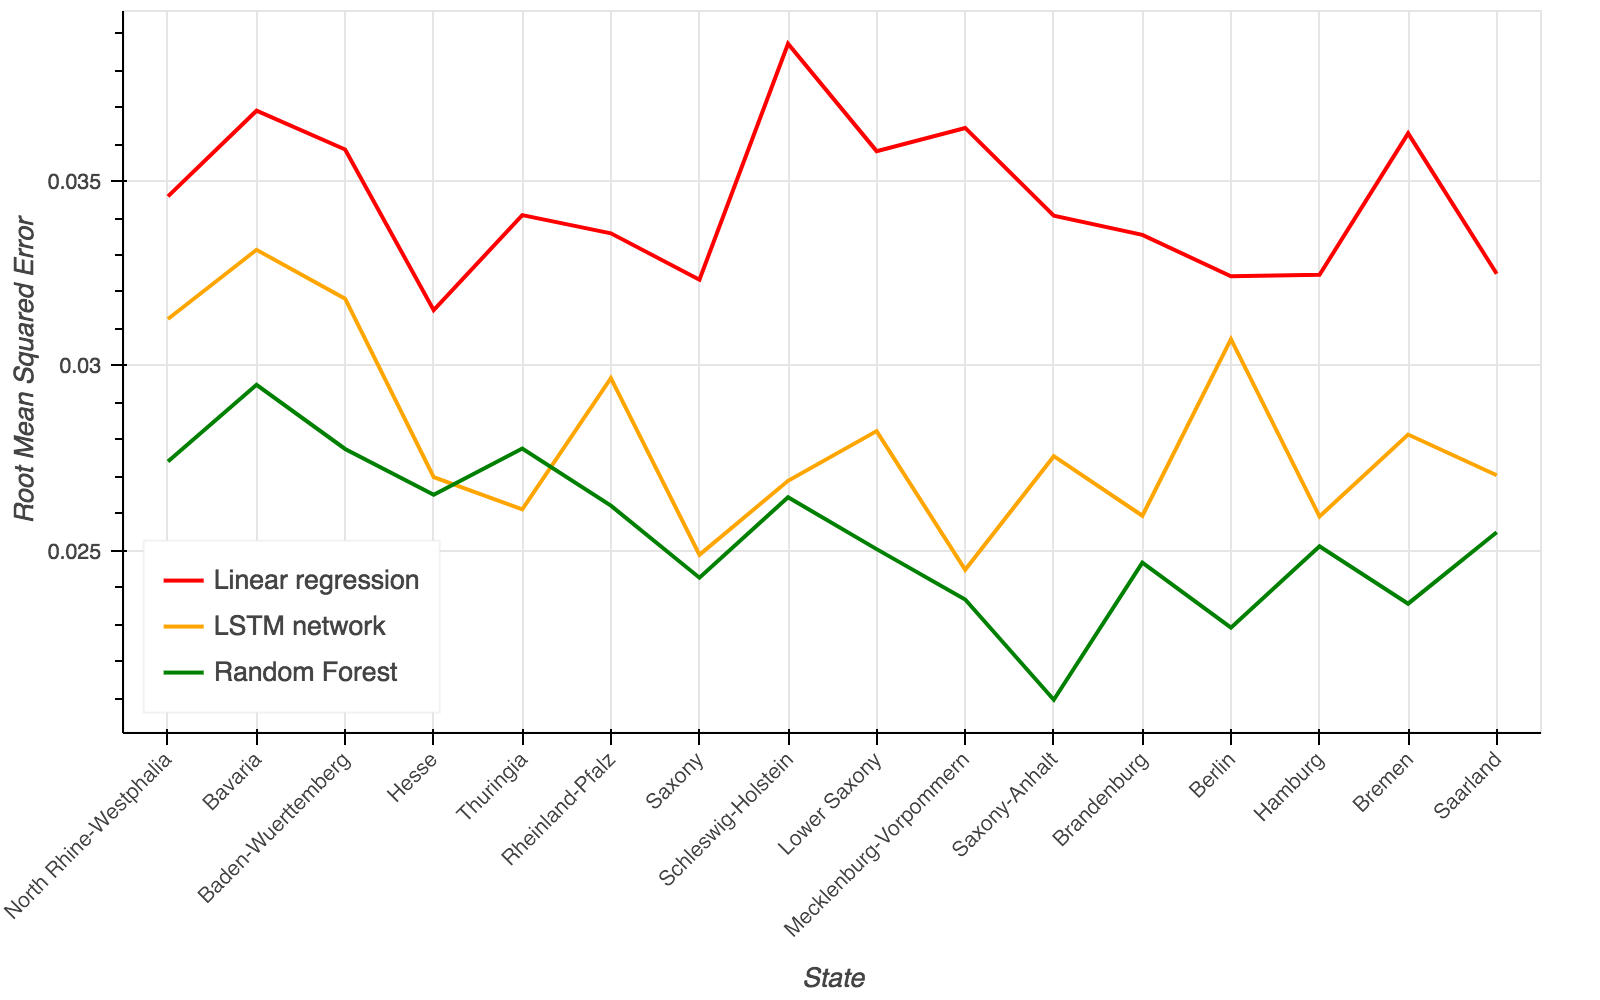 Root Mean Squared Error
0.035
0.03
0.025
Linear regression
LSTM network
Random Forest
North Rhine-Westphalia
Bavaria
Baden-Wuerttemberg
Hesse
Thuringia
Rheinland-Pfalz
Saxony
Schleswig-Holstein
Lower Saxony
Mecklenburg-Vorpommern
Saxony-Anhalt
Brandenburg
Berlin
Hamburg
Bremen
Saarland
State